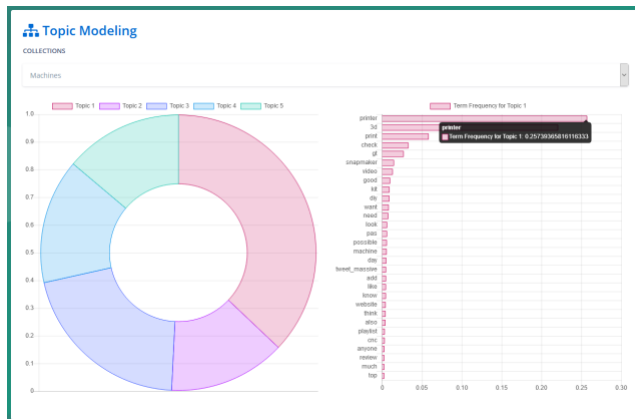 Topic Modeling
COLLECTIONS
Machines
Topic 1 Topic 2 Topic 3 Topic 4 Topic 5
1.0
0.9
0.8
0.7
0.6
0.5
0.4
0.3
0.2
0.1
0
Term Frequency for Topic 1
printer
3d
print
check
gt
snapmaker
video
good
fdl
diy
want
need
look
pas
possible
machine
day
tweet_massive
add
like
know
website
think
also
playlist
cnc
anyone
review
much
top
printer
Term Frequency for Topic 1: 0.25738365816116333
0 0.05 0.10 0.15 0.20 0.25 0.30